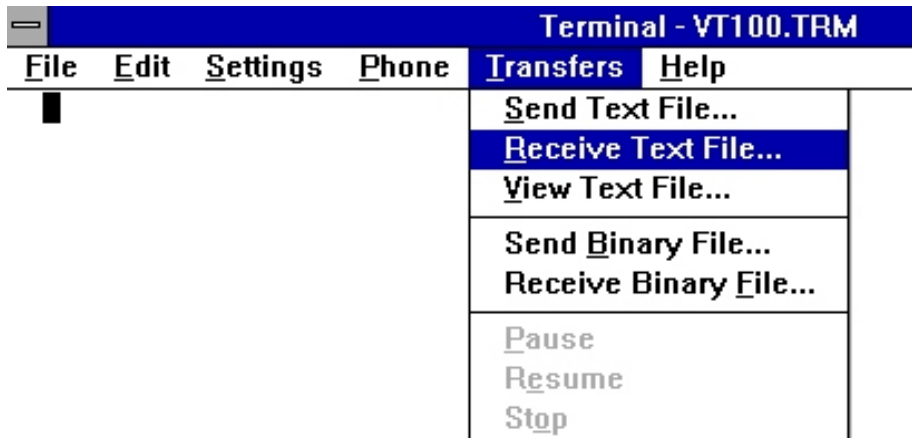 Terminal - VT100.TRM
File Edit Settings Phone Transfers Help
Send Text File...
Receive Text File...
View Text File...
Send Binary File...
Receive Binary File...
Pause
Resume
Stop